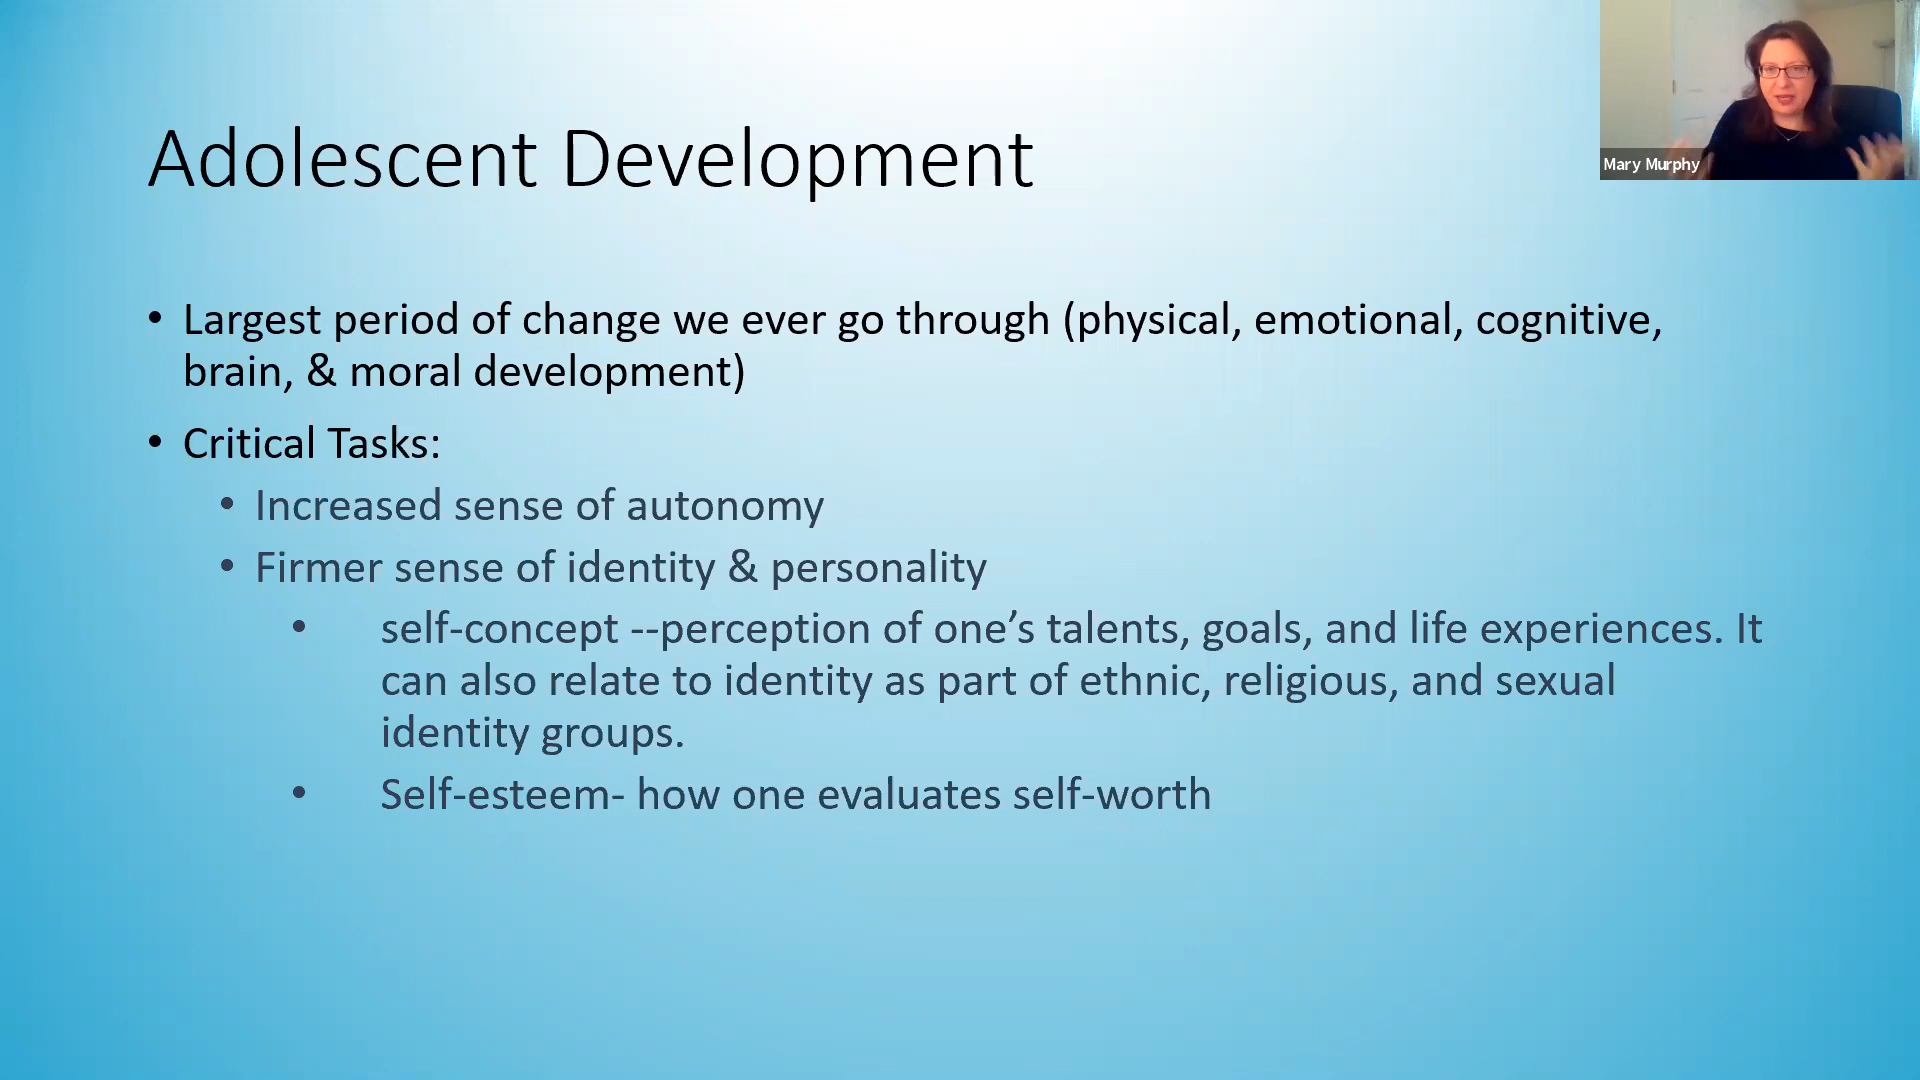 Adolescent Development
Mary Murphy
• Largest period of change we ever go through (physical, emotional, cognitive,
brain, & moral development)
• Critical Tasks:
• Increased sense of autonomy
• Firmer sense of identity & personality
• self-concept --perception of one’s talents, goals, and life experiences. It
can also relate to identity as part of ethnic, religious, and sexual
identity groups.
• Self-esteem- how one evaluates self-worth